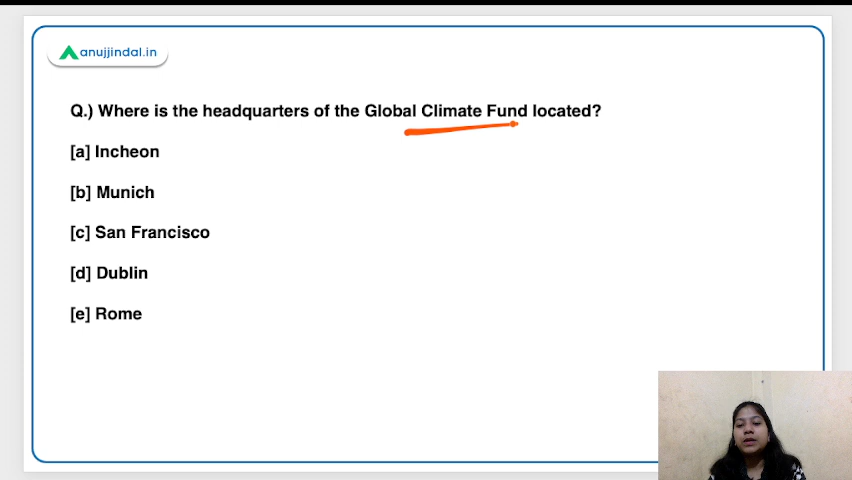 anujjindal.in
Q.) Where is the headquarters of the Global Climate Fund located?
[a] Incheon
[b] Munich
[c] San Francisco
[d] Dublin
[e] Rome